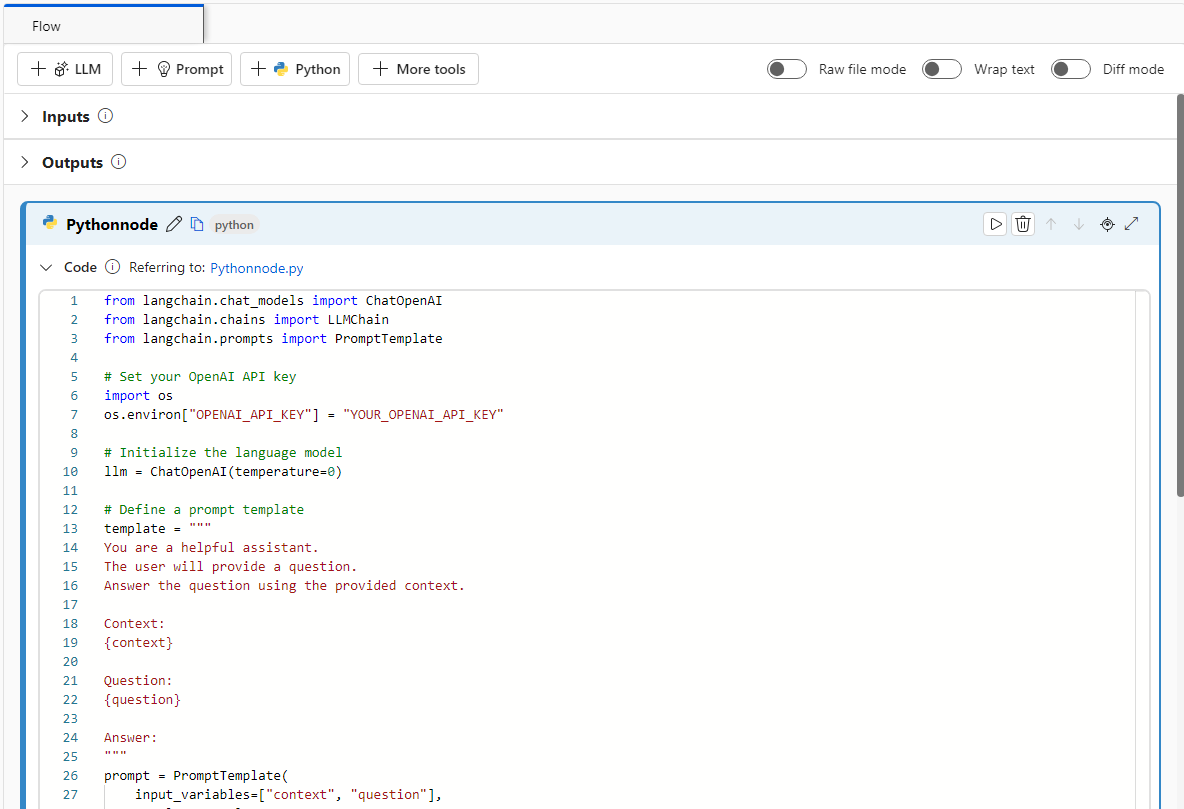 Flow
LLM Prompt Python More tools Raw file mode Wrap text Diff mode
Inputs
Outputs
Pythonnode python
Code Referring to: Pythonnode.py
1 from langchain.chat_models import ChatOpenAI
2 from langchain.chains import LLMChain
3 from langchain.prompts import PromptTemplate
4
5 # Set your OpenAI API key
6 import os
7 os.environ["OPENAI_API_KEY"] = "YOUR_OPENAI_API_KEY"
8
9 # Initialize the language model
10 llm = ChatOpenAI(temperature=0)
11
12 # Define a prompt template
13 template = """
14 You are a helpful assistant.
15 The user will provide a question.
16 Answer the question using the provided context.
17
18 Context:
19 {context}
20
21 Question:
22 {question}
23
24 Answer:
25 """
26 prompt = PromptTemplate(
27 input_variables=["context", "question"],